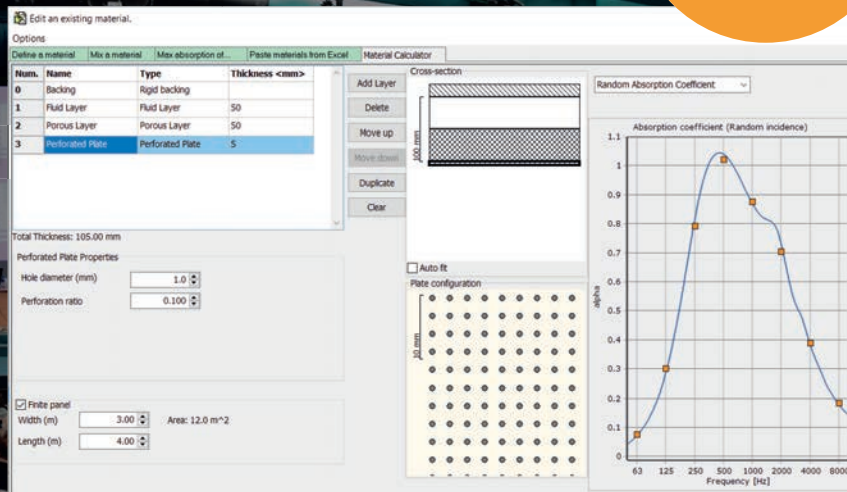 Edit an existing material.
Options
Define a material Mix a material Max absorption of... Paste materials from Excel Material Calculator
Num. Name Type Thickness <mm>
0 Backing Rigid backing
1 Fluid Layer Fluid Layer 50
2 Porous Layer Porous Layer 50
3 Perforated Plate Perforated Plate 5
Total Thickness: 105.00 mm
Perforated Plate Properties
Hole diameter (mm) 1.0
Perforation ratio 0.100
Finite panel
Width (m) 3.00 Area: 12.0 m^2
Length (m) 4.00
Add Layer
Delete
Move up
Move down
Duplicate
Clear
Cross-section
100 mm
Auto fit
Plate configuration
10 mm
Random Absorption Coefficient
Absorption coefficient (Random incidence)
1.1
1
0.9
0.8
0.7
0.6
0.5
0.4
0.3
0.2
0.1
0
alpha
63 125 250 500 1000 2000 4000 8000
Frequency [Hz]